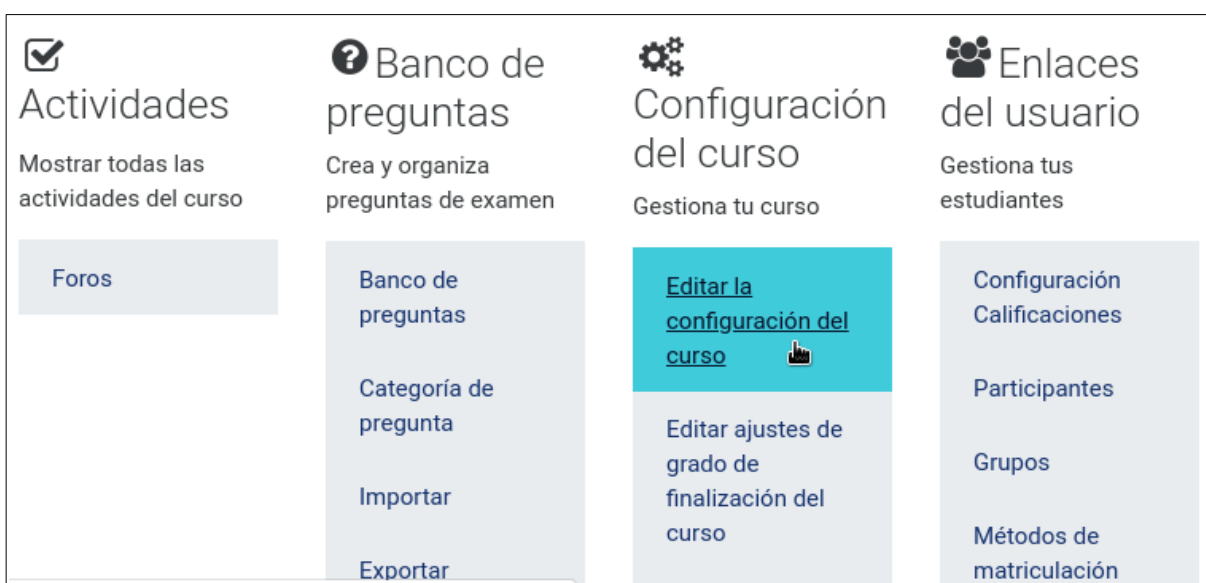 Actividades
Mostrar todas las
actividades del curso
Foros
Banco de
preguntas
Crea y organiza
preguntas de examen
Banco de
preguntas
Categoría de
pregunta
Importar
Exportar
Configuración
del curso
Gestiona tu curso
Editar la
configuración del
curso
Editar ajustes de
grado de
finalización del
curso
Enlaces
del usuario
Gestiona tus
estudiantes
Configuración
Calificaciones
Participantes
Grupos
Métodos de
matriculación